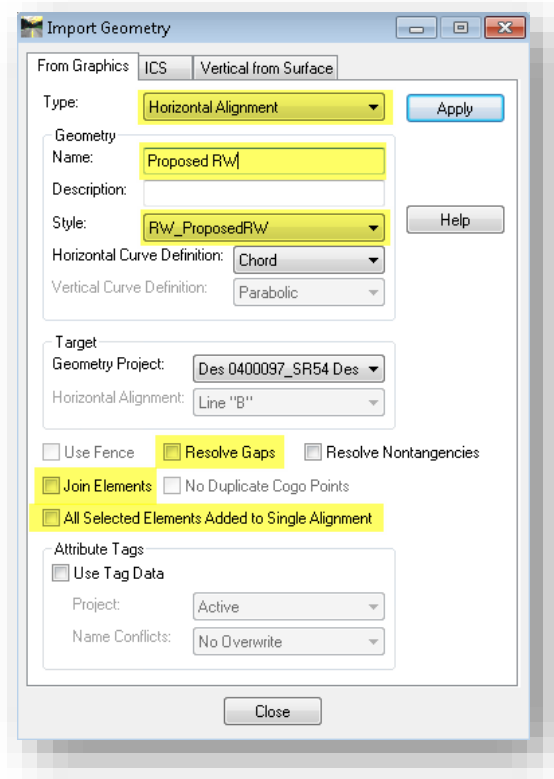 Import Geometry
From Graphics ICS Vertical from Surface
Type: Horizontal Alignment Apply
Geometry
Name: Proposed RW
Description:
Style: RW_ProposedRW Help
Horizontal Curve Definition: Chord
Vertical Curve Definition: Parabolic
Target
Geometry Project: Des 0400097_SR54 Des
Horizontal Alignment: Line "B"
Use Fence Resolve Gaps Resolve Nontangencies
Join Elements No Duplicate Cogo Points
All Selected Elements Added to Single Alignment
Attribute Tags
Use Tag Data
Project: Active
Name Conflicts: No Overwrite
Close